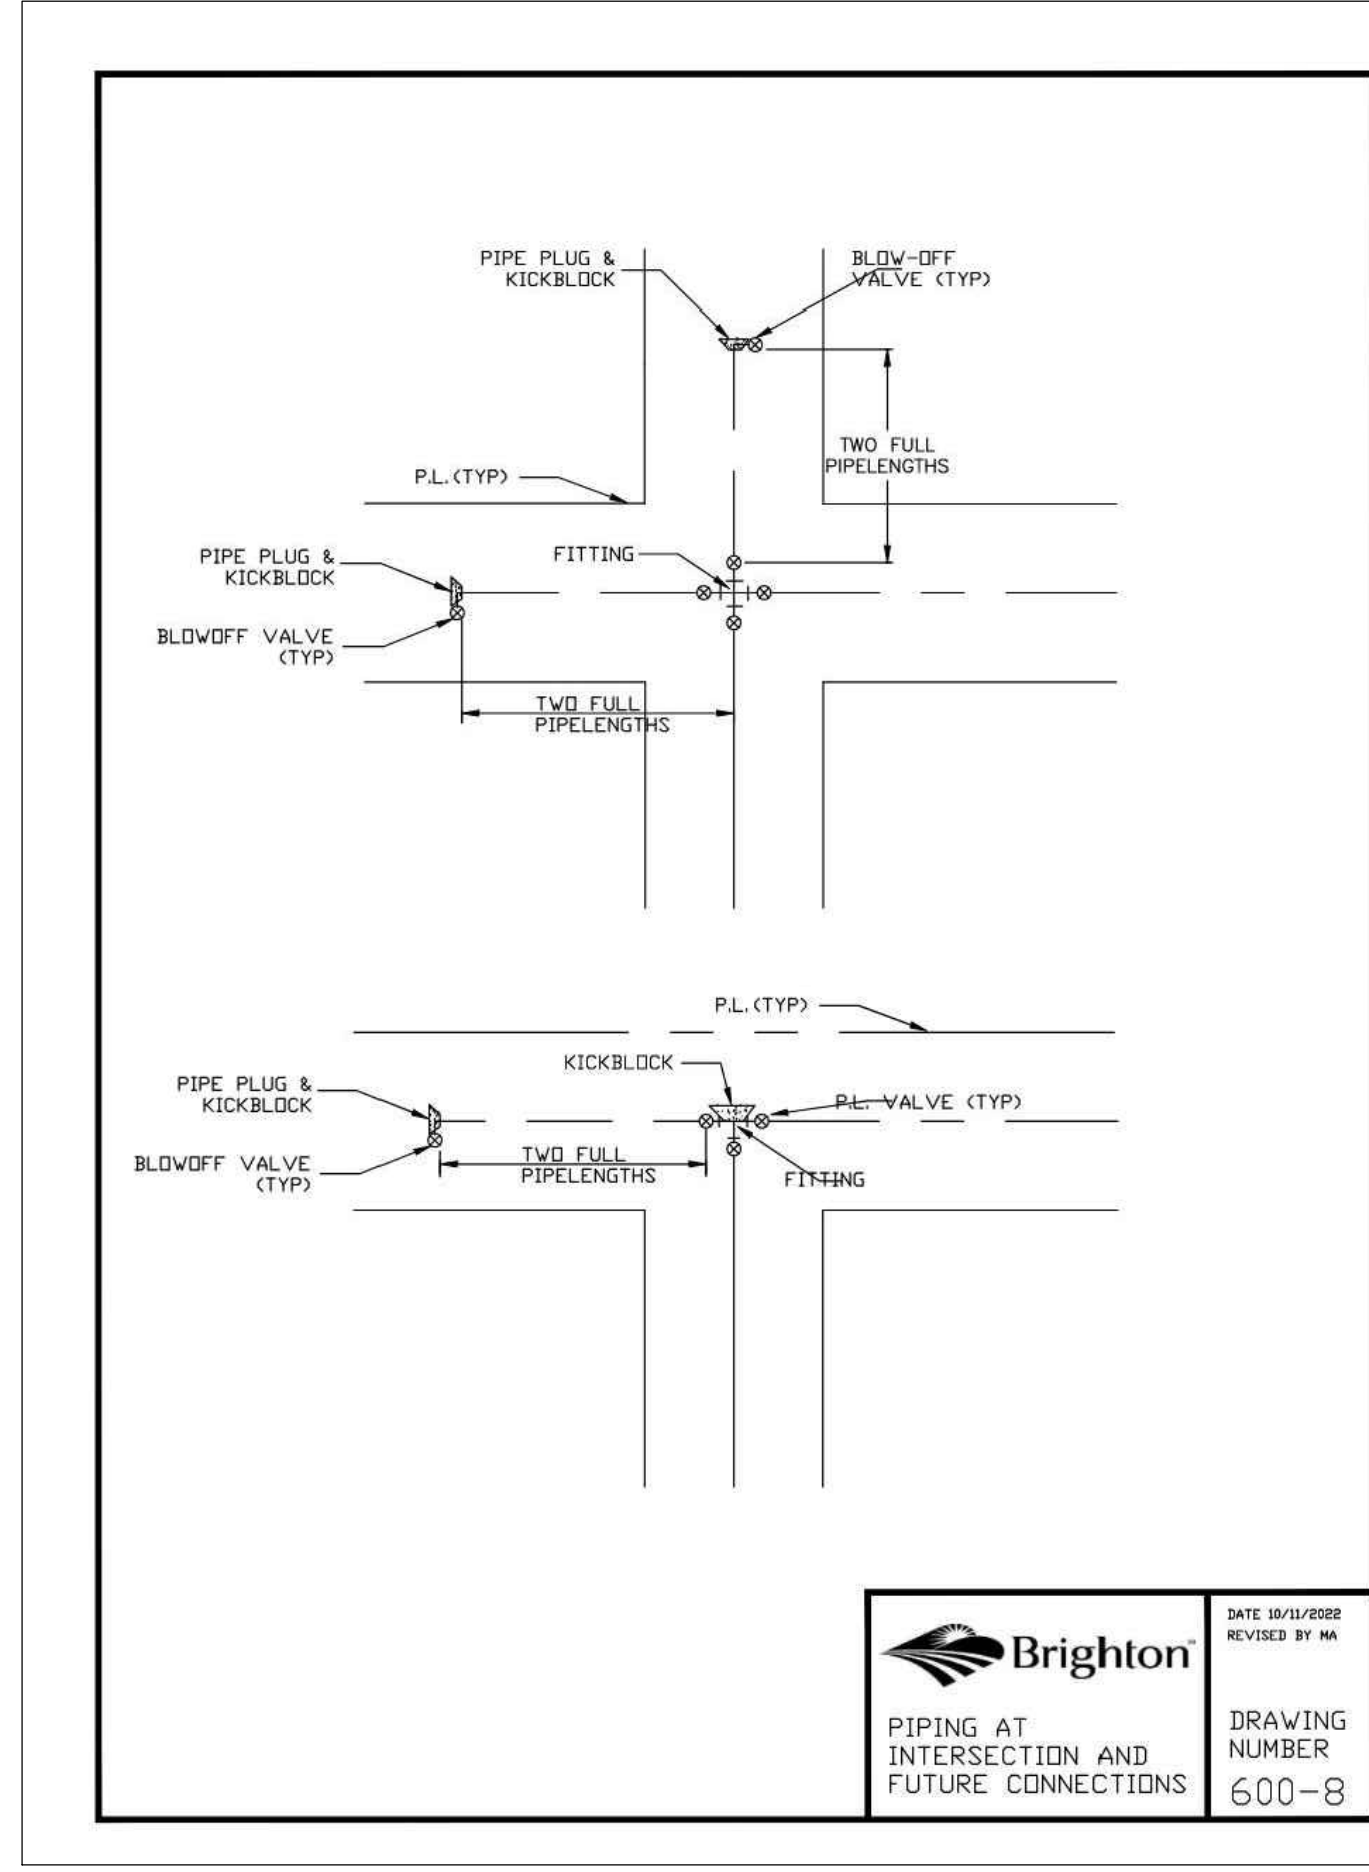 PIPE PLUG &
KICKBLOCK
BLOW-OFF
VALVE (TYP)
TWO FULL
PIPELENGTHS
P.L.(TYP)
PIPE PLUG &
KICKBLOCK
FITTING
BLOWOFF VALVE
(TYP)
TWO FULL
PIPELENGTHS
P.L.(TYP)
KICKBLOCK
PIPE PLUG &
KICKBLOCK
P.L. VALVE (TYP)
BLOWOFF VALVE
(TYP)
TWO FULL
PIPELENGTHS
FITTING
Brighton
PIPING AT
INTERSECTION AND
FUTURE CONNECTIONS
DATE 10/11/2022
REVISED BY MA
DRAWING
NUMBER
600-8